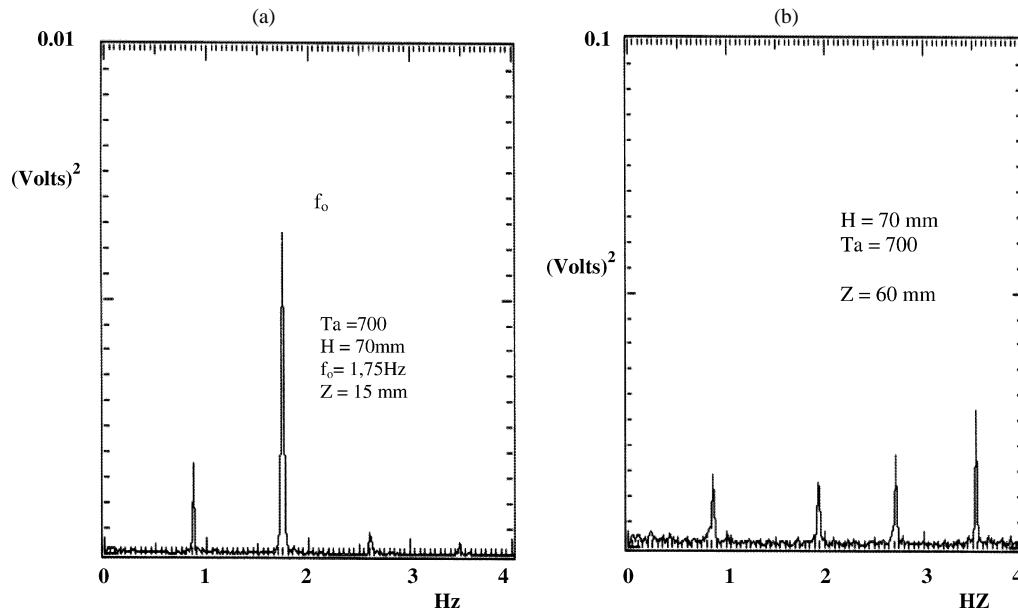 (a)
0.01
(Volts)²
fₒ
Ta =700
H = 70mm
fₒ= 1,75Hz
Z = 15 mm
0 1 2 3 4
Hz
(b)
0.1
(Volts)²
H = 70 mm
Ta = 700
Z = 60 mm
0 1 2 3 4
HZ